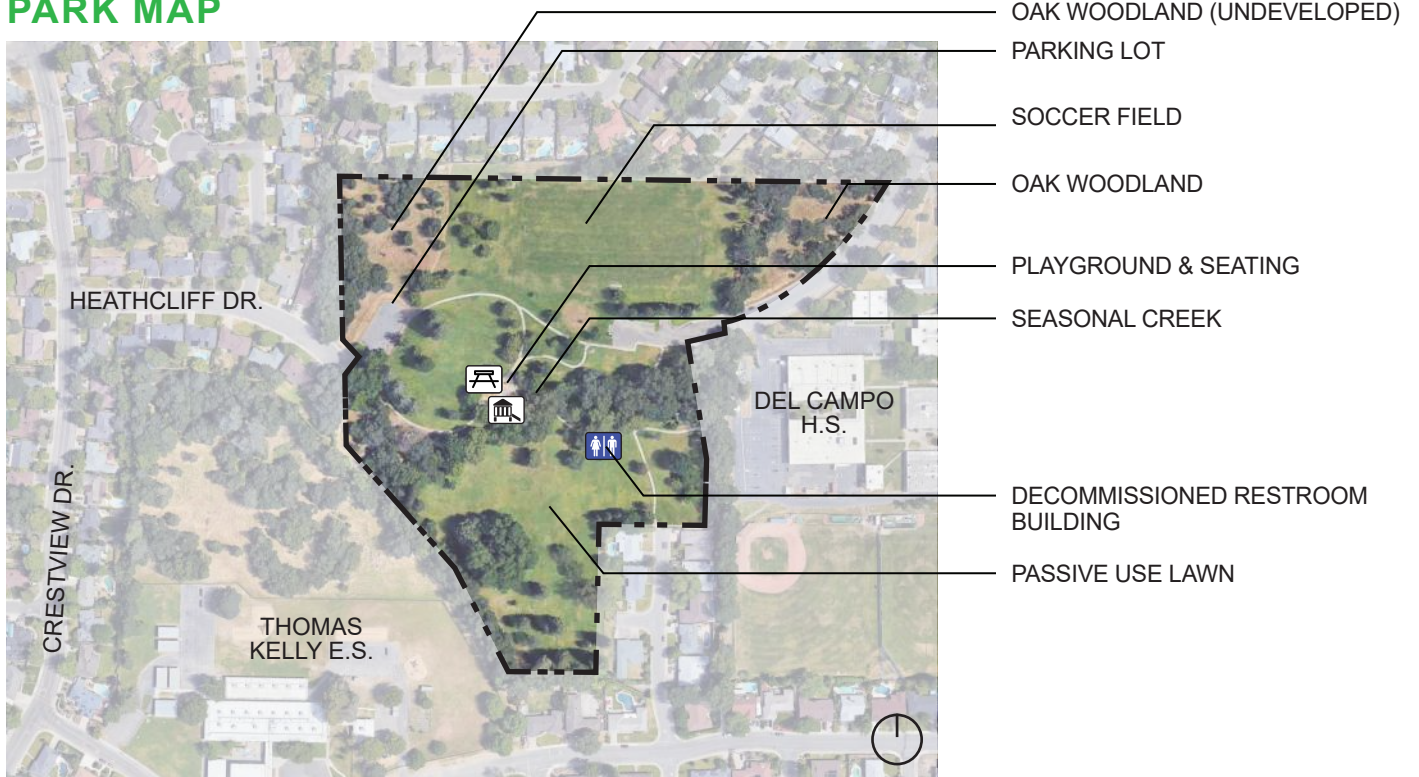 PARK MAP
OAK WOODLAND (UNDEVELOPED)
PARKING LOT
SOCCER FIELD
OAK WOODLAND
PLAYGROUND & SEATING
SEASONAL CREEK
DECOMMISSIONED RESTROOM
BUILDING
PASSIVE USE LAWN
HEATHCLIFF DR.
CRESTVIEW DR.
DEL CAMPO
H.S.
THOMAS
KELLY E.S.